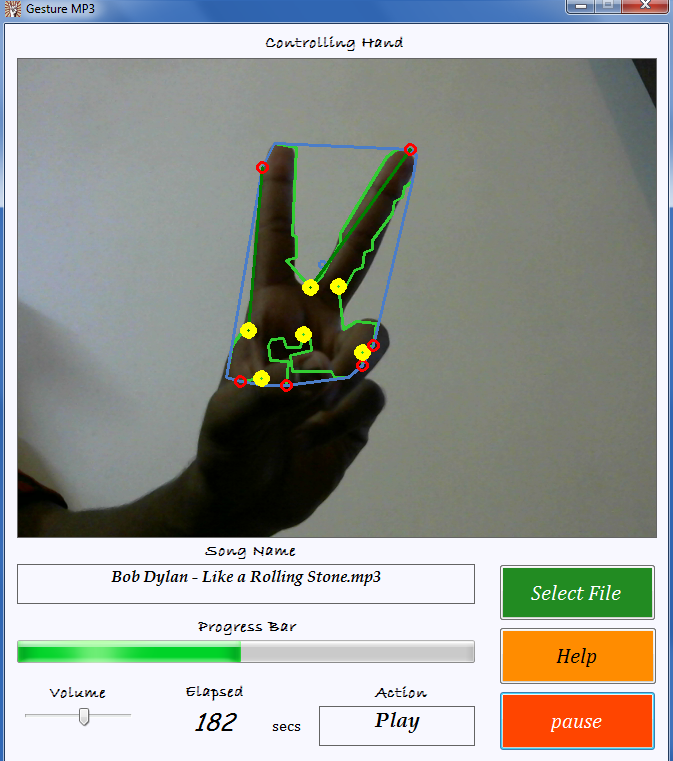 Gesture MP3
Controlling Hand
Song Name
Bob Dylan - Like a Rolling Stone.mp3
Select File
Progress Bar
Help
Volume
Elapsed
182 secs
Action
Play
pause